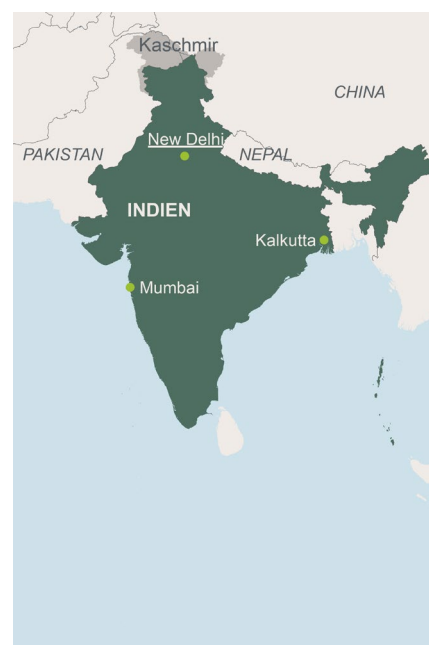 Kaschmir
CHINA
New Delhi
PAKISTAN
NEPAL
INDIEN
Kalkutta
Mumbai